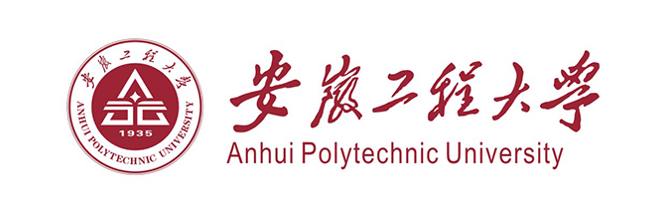 安徽工程大学
ANHUI POLYTECHNIC UNIVERSITY
1935
安徽工程大學
Anhui Polytechnic University